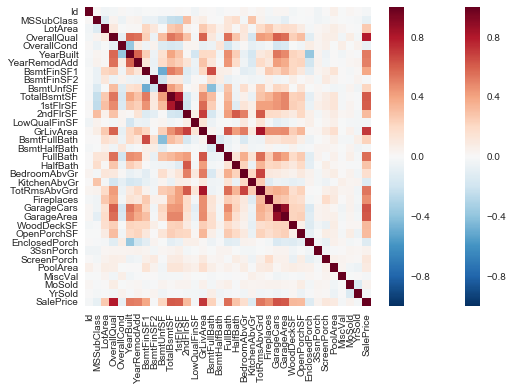 Id
MSSubClass
LotArea
OverallQual
OverallCond
YearBuilt
YearRemodAdd
BsmtFinSF1
BsmtFinSF2
BsmtUnfSF
TotalBsmtSF
1stFlrSF
2ndFlrSF
LowQualFinSF
GrLivArea
BsmtFullBath
BsmtHalfBath
FullBath
HalfBath
BedroomAbvGr
KitchenAbvGr
TotRmsAbvGrd
Fireplaces
GarageCars
GarageArea
WoodDeckSF
OpenPorchSF
EnclosedPorch
3SsnPorch
ScreenPorch
PoolArea
MiscVal
MoSold
YrSold
SalePrice
Id
MSSubClass
LotArea
OverallQual
OverallCond
YearBuilt
YearRemodAdd
BsmtFinSF1
BsmtFinSF2
BsmtUnfSF
TotalBsmtSF
1stFlrSF
2ndFlrSF
LowQualFinSF
GrLivArea
BsmtFullBath
BsmtHalfBath
FullBath
HalfBath
BedroomAbvGr
KitchenAbvGr
TotRmsAbvGrd
Fireplaces
GarageCars
GarageArea
WoodDeckSF
OpenPorchSF
EnclosedPorch
3SsnPorch
ScreenPorch
PoolArea
MiscVal
MoSold
YrSold
SalePrice
0.8
0.4
0.0
−0.4
−0.8
0.8
0.4
0.0
−0.4
−0.8